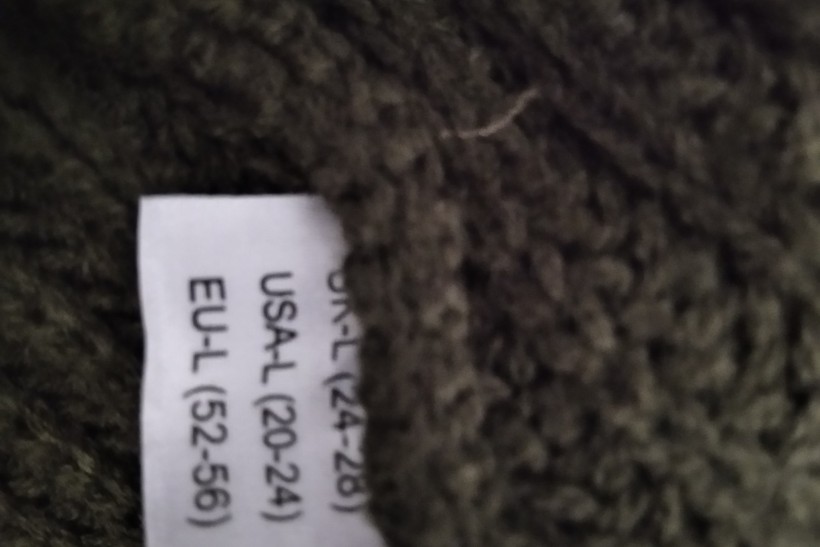 UK-L (24-28)
USA-L (20-24)
EU-L (52-56)